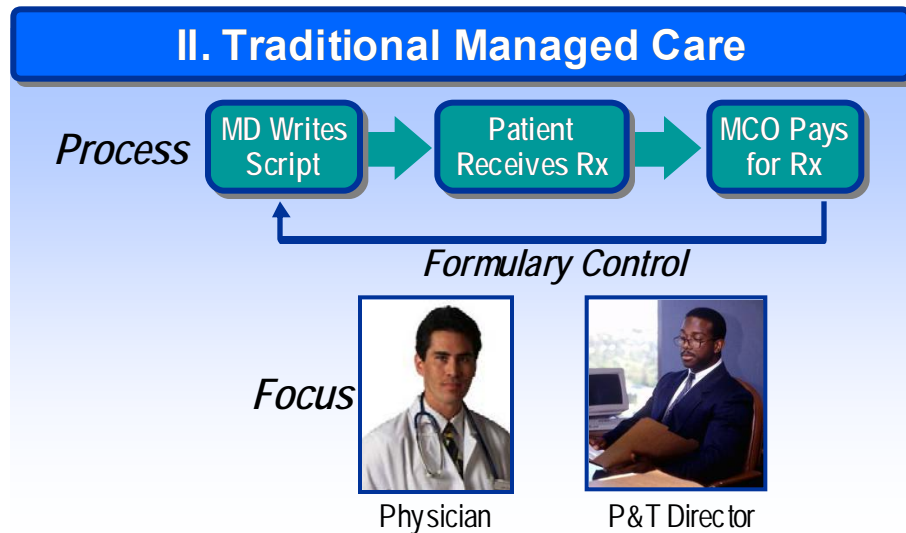 II. Traditional Managed Care
Process
MD Writes
Script
Patient
Receives Rx
MCO Pays
for Rx
Formulary Control
Focus
Physician
P&T Director